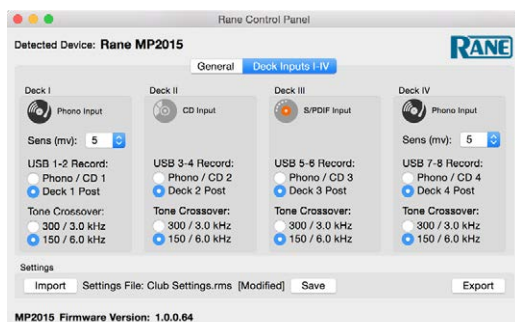 Rane Control Panel
Detected Device: Rane MP2015
RANE
General Deck Inputs I-IV
Deck I Deck II Deck III Deck IV
Phono Input CD Input S/PDIF Input Phono Input
Sens (mv): 5 Sens (mv): 5
USB 1-2 Record: USB 3-4 Record: USB 5-6 Record: USB 7-8 Record:
Phono / CD 1 Phono / CD 2 Phono / CD 3 Phono / CD 4
Deck 1 Post Deck 2 Post Deck 3 Post Deck 4 Post
Tone Crossover: Tone Crossover: Tone Crossover: Tone Crossover:
300 / 3.0 kHz 300 / 3.0 kHz 300 / 3.0 kHz 300 / 3.0 kHz
150 / 6.0 kHz 150 / 6.0 kHz 150 / 6.0 kHz 150 / 6.0 kHz
Settings
Import Settings File: Club Settings.rms [Modified] Save Export
MP2015 Firmware Version: 1.0.0.64